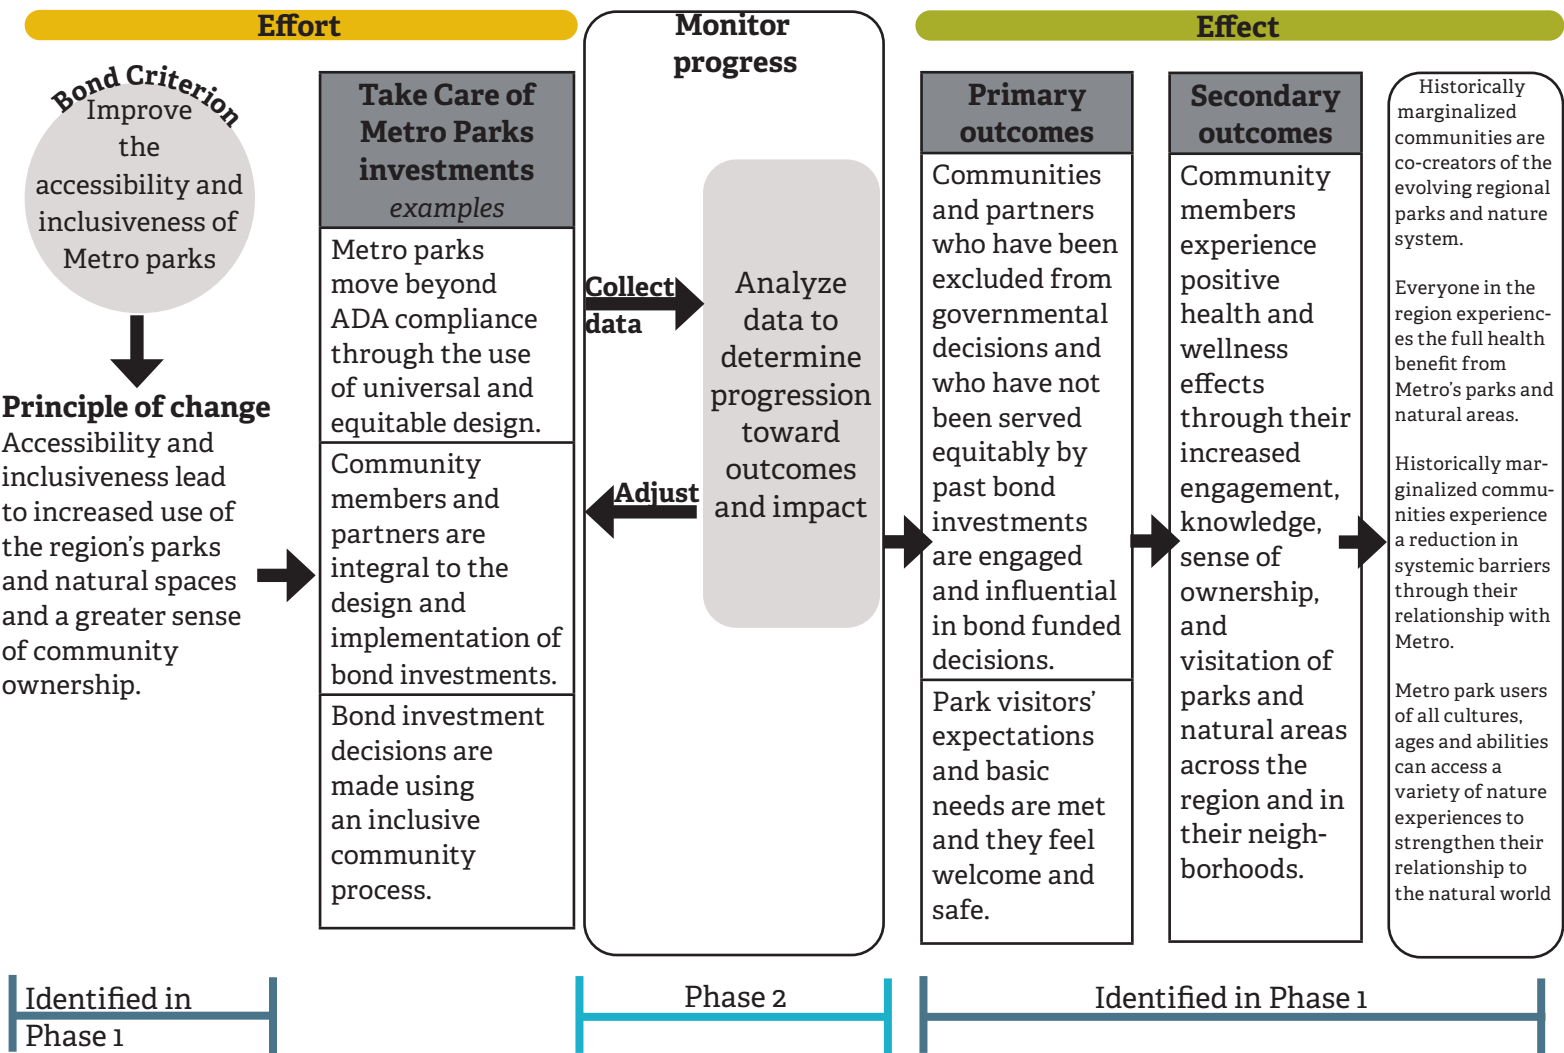 Effort
Bond Criterion
Improve
the
accessibility and
inclusiveness of
Metro parks
Principle of change
Accessibility and
inclusiveness lead
to increased use of
the region’s parks
and natural spaces
and a greater sense
of community
ownership.
Take Care of
Metro Parks
investments
examples
Metro parks
move beyond
ADA compliance
through the use
of universal and
equitable design.
Community
members and
partners are
integral to the
design and
implementation of
bond investments.
Bond investment
decisions are
made using
an inclusive
community
process.
Monitor
progress
Collect
data
Adjust
Analyze
data to
determine
progression
toward
outcomes
and impact
Effect
Primary
outcomes
Communities
and partners
who have been
excluded from
governmental
decisions and
who have not
been served
equitably by
past bond
investments
are engaged
and influential
in bond funded
decisions.
Park visitors’
expectations
and basic
needs are met
and they feel
welcome and
safe.
Secondary
outcomes
Community
members
experience
positive
health and
wellness
effects
through their
increased
engagement,
knowledge,
sense of
ownership,
and
visitation of
parks and
natural areas
across the
region and in
their neigh-
borhoods.
Historically
marginalized
communities are
co-creators of the
evolving regional
parks and nature
system.
Everyone in the
region experienc-
es the full health
benefit from
Metro’s parks and
natural areas.
Historically mar-
ginalized commu-
nities experience
a reduction in
systemic barriers
through their
relationship with
Metro.
Metro park users
of all cultures,
ages and abilities
can access a
variety of nature
experiences to
strengthen their
relationship to
the natural world
Identified in
Phase 1
Phase 2
Identified in Phase 1